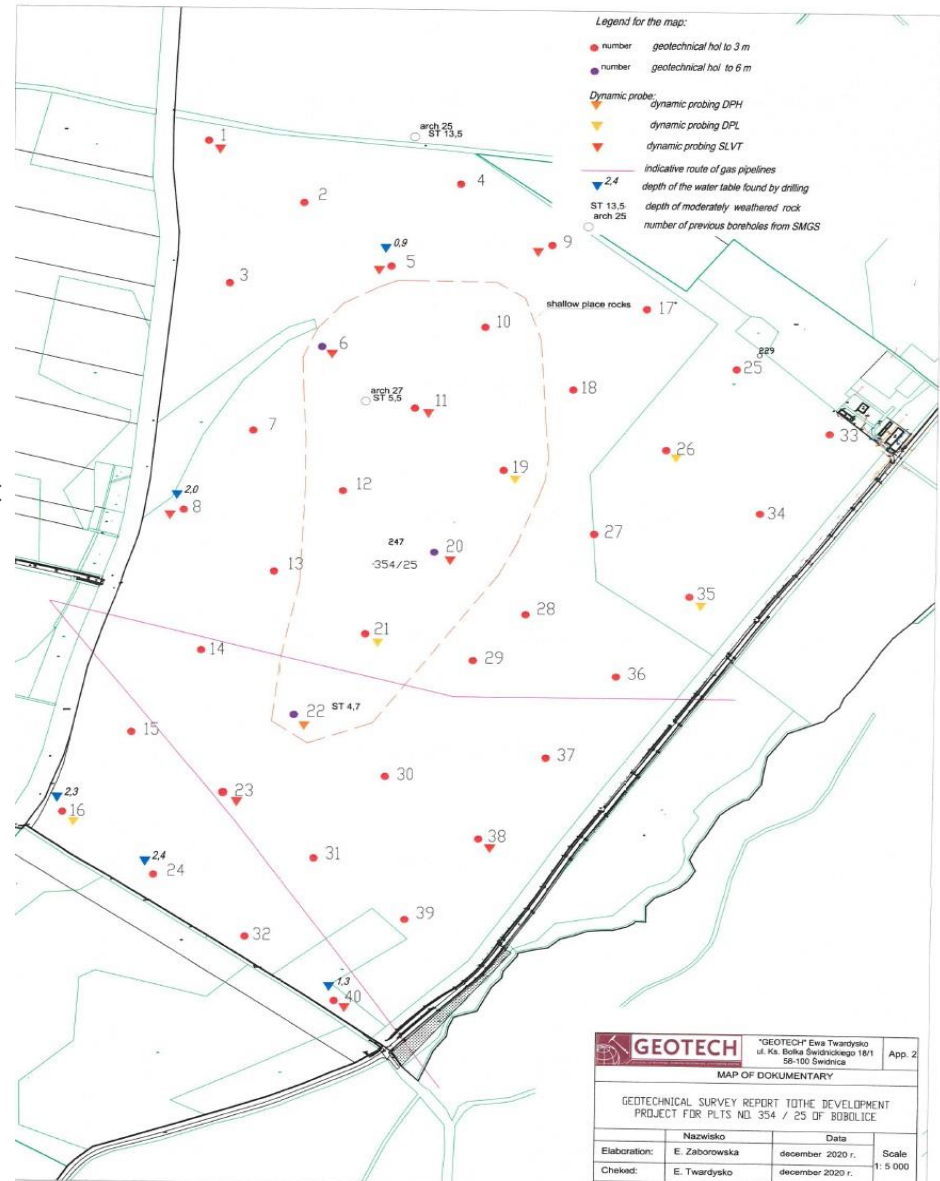 Legend for the map:
number geotechnical hol to 3 m
number geotechnical hol to 6 m
Dynamic probe:
dynamic probing DPH
dynamic probing DPL
dynamic probing SLVT
indicative route of gas pipelines
2,4 depth of the water table found by drilling
ST 13,5 depth of moderately weathered rock
arch 25
number of previous boreholes from SMGS
arch 25
ST 13,5
1
2
4
0,9
5
9
3
shallow place rocks
17
10
6
229
25
18
arch 27
ST 5,5
11
7
33
26
19
12
2,0
8
34
27
247
354/25
20
13
35
28
21
14
29
36
22
ST 4,7
15
37
30
2,3
16
23
38
31
2,4
24
39
32
1,3
40
GEOTECH
"GEOTECH" Ewa Twardysko
ul. Ks. Bolka Świdnickiego 18/1
58-100 Świdnica
App. 2
MAP OF DOKUMENTARY
GEOTECHNICAL SURVEY REPORT TOTHE DEVELOPMENT
PROJECT FOR PLTS NO. 354 / 25 OF BOBOLICE
Nazwisko Data
Elaboration: E. Zaborowska december 2020 r. Scale
Cheked: E. Twardysko december 2020 r. 1: 5 000